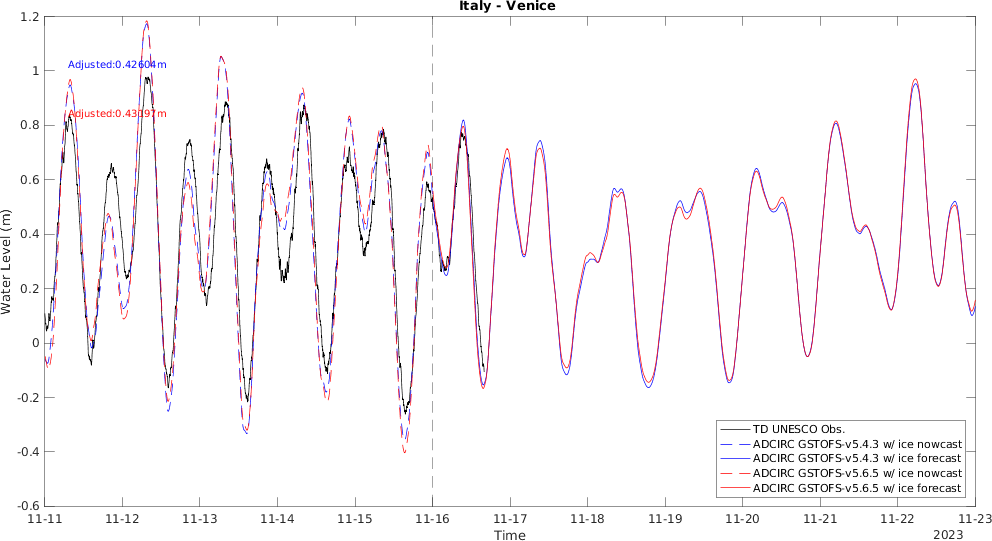 Italy - Venice
1.2
1
0.8
0.6
0.4
0.2
0
-0.2
-0.4
-0.6
Water Level (m)
Adjusted:0.42604m
Adjusted:0.43197m
TD UNESCO Obs.
ADCIRC GSTOFS-v5.4.3 w/ ice nowcast
ADCIRC GSTOFS-v5.4.3 w/ ice forecast
ADCIRC GSTOFS-v5.6.5 w/ ice nowcast
ADCIRC GSTOFS-v5.6.5 w/ ice forecast
11-11 11-12 11-13 11-14 11-15 11-16 11-17 11-18 11-19 11-20 11-21 11-22 11-23
Time
2023